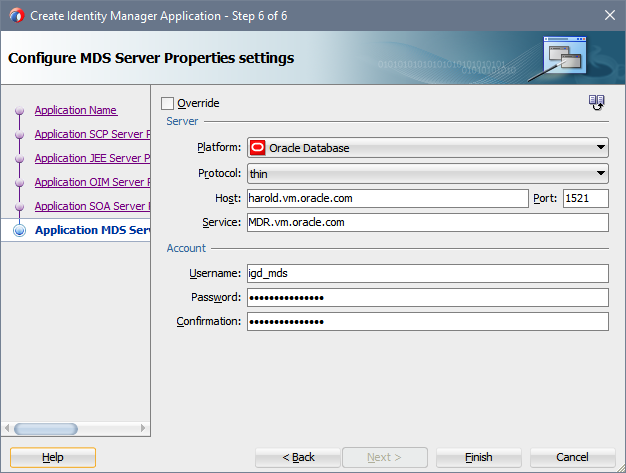 Create Identity Manager Application - Step 6 of 6
Configure MDS Server Properties settings
Application Name
Application SCP Server P
Application JEE Server P
Application OIM Server P
Application SOA Server
Application MDS Serv
Override
Server
Platform: Oracle Database
Protocol: thin
Host: harold.vm.oracle.com Port: 1521
Service: MDR.vm.oracle.com
Account
Username: igd_mds
Password: •••••••••••••••
Confirmation: •••••••••••••••
Help < Back Next > Finish Cancel